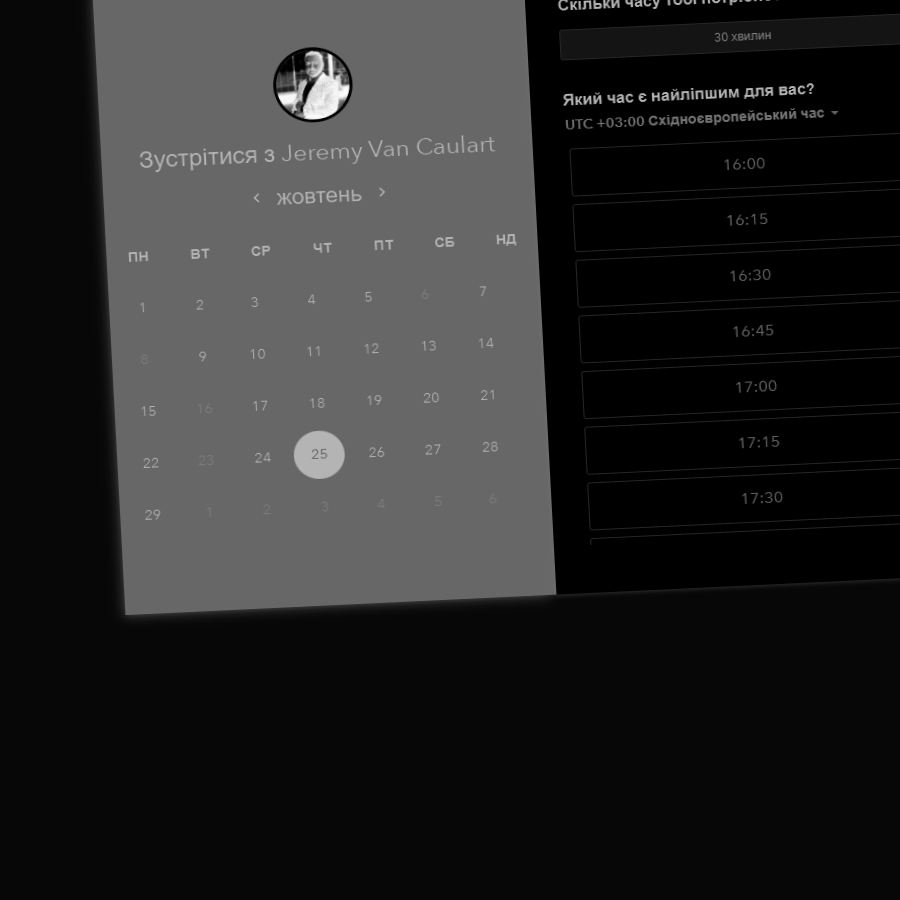 Зустрітися з Jeremy Van Caulart
‹ жовтень ›
ПН ВТ СР ЧТ ПТ СБ НД
1 2 3 4 5 6 7
8 9 10 11 12 13 14
15 16 17 18 19 20 21
22 23 24 25 26 27 28
29 1 2 3 4 5 6
Скільки часу тобі
30 хвилин
Який час є найліпшим для вас?
UTC +03:00 Східноєвропейський час
16:00
16:15
16:30
16:45
17:00
17:15
17:30